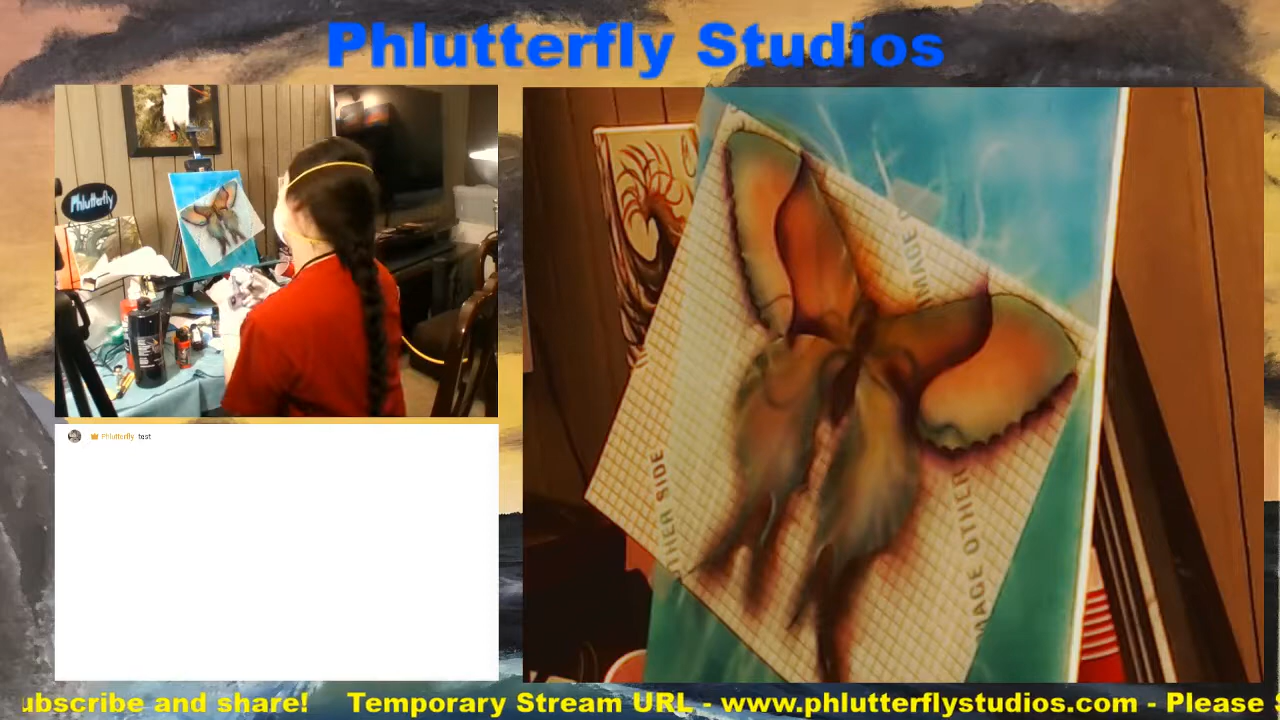 Phlutterfly Studios
Phlutterfly
Phlutterfly test
IMAGE O
OTHER SIDE
MAGE OTHER
ubscribe and share! Temporary Stream URL - www.phlutterflystudios.com - Please